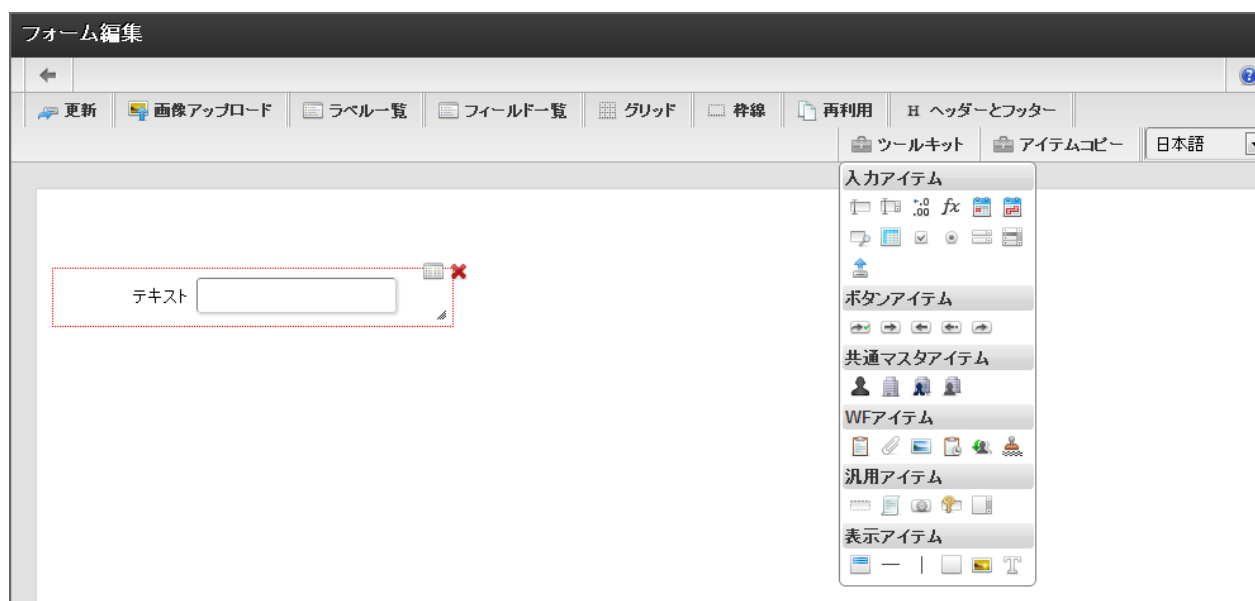 フォーム編集
更新 画像アップロード ラベル一覧 フィールド一覧 グリッド 枠線 再利用 H ヘッダーとフッター
ツールキット アイテムコピー 日本語
入力アイテム
.0
.00 fx
テキスト
ボタンアイテム
共通マスタアイテム
WFアイテム
汎用アイテム
表示アイテム
T